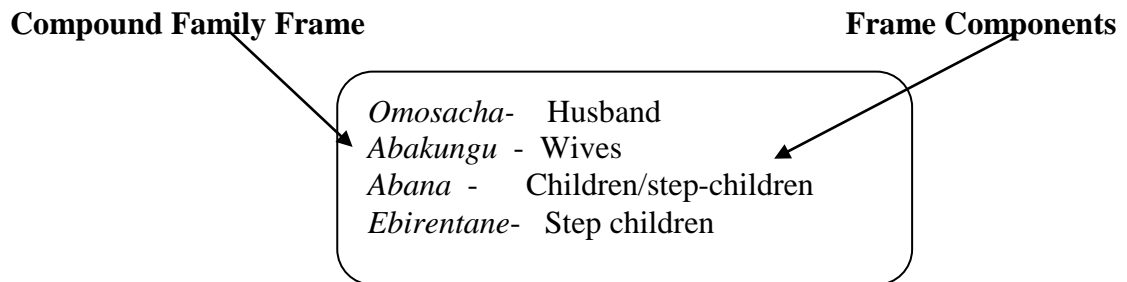 Compound Family Frame Frame Components
Omosacha- Husband
Abakungu - Wives
Abana - Children/step-children
Ebirentane- Step children